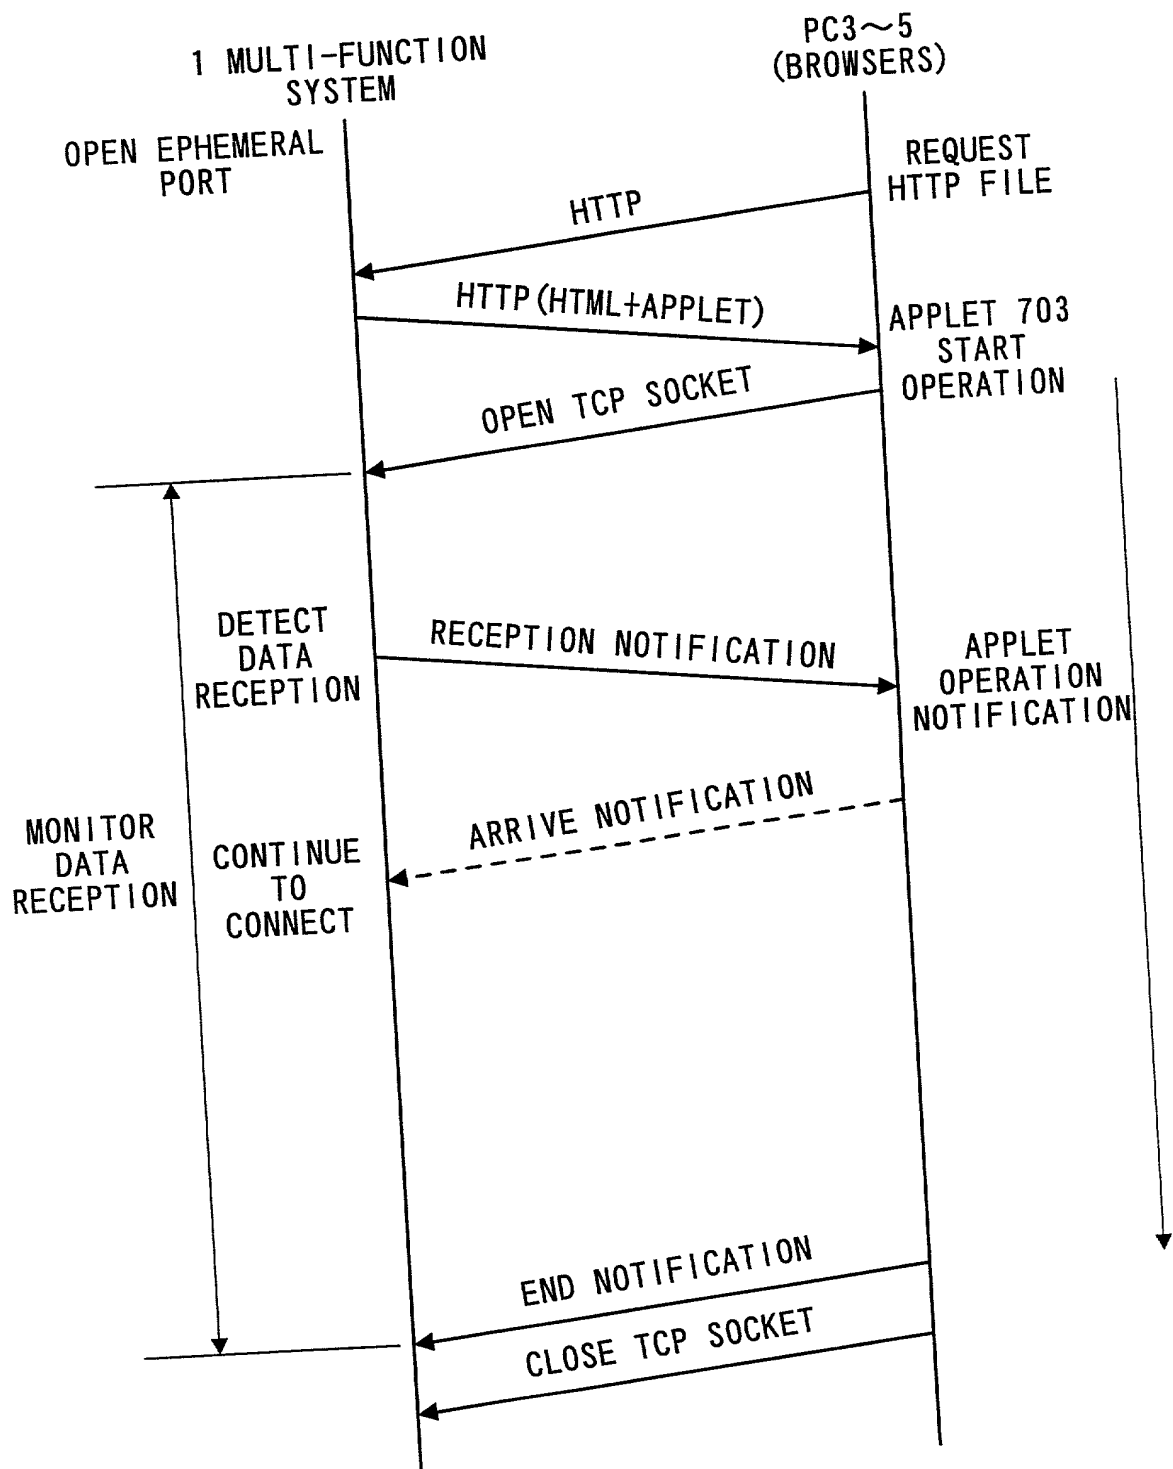 1 MULTI-FUNCTION
SYSTEM
PC3～5
(BROWSERS)
OPEN EPHEMERAL
PORT
REQUEST
HTTP FILE
HTTP
HTTP(HTML+APPLET)
APPLET 703
START
OPERATION
OPEN TCP SOCKET
DETECT
DATA
RECEPTION
RECEPTION NOTIFICATION
APPLET
OPERATION
NOTIFICATION
ARRIVE NOTIFICATION
MONITOR
DATA
RECEPTION
CONTINUE
TO
CONNECT
END NOTIFICATION
CLOSE TCP SOCKET